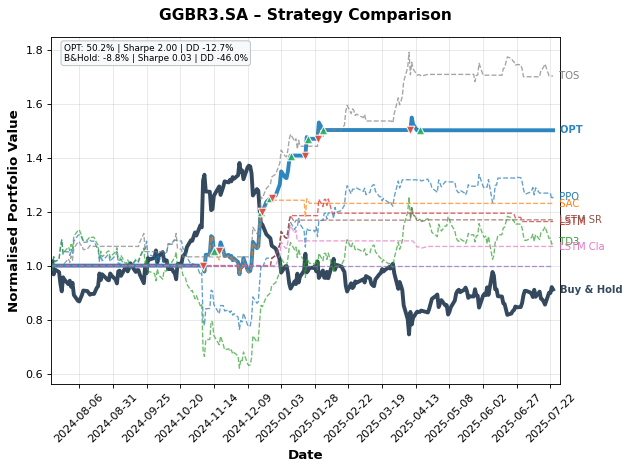 GGBR3.SA – Strategy Comparison
OPT: 50.2% | Sharpe 2.00 | DD -12.7%
B&Hold: -8.8% | Sharpe 0.03 | DD -46.0%
Normalised Portfolio Value
1.8
1.6
1.4
1.2
1.0
0.8
0.6
TOS
OPT
PPO
SAC
LSTM SR
LSTM
TD3
LSTM Cla
Buy & Hold
2024-08-06
2024-08-31
2024-09-25
2024-10-20
2024-11-14
2024-12-09
2025-01-03
2025-01-28
2025-02-22
2025-03-19
2025-04-13
2025-05-08
2025-06-02
2025-06-27
2025-07-22
Date